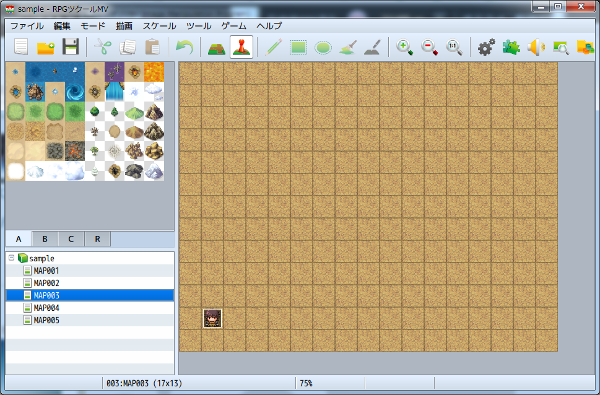 sample - RPGツクールMV
ファイル 編集 モード 描画 スケール ツール ゲーム ヘルプ
1:1
A B C R
sample
MAP001
MAP002
MAP003
MAP004
MAP005
003:MAP003 (17x13) 75%